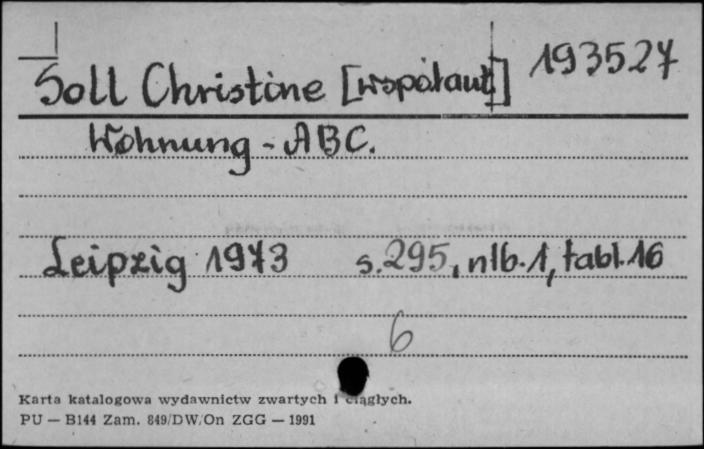 Soll Christine [współaut] 193527
Wohnung - ABC.
Leipzig 1973 s. 295, nlb. 1, tabl. 16
6
Karta katalogowa wydawnictw zwartych i ciągłych.
PU — B144 Zam. 849/DW/On ZGG — 1991